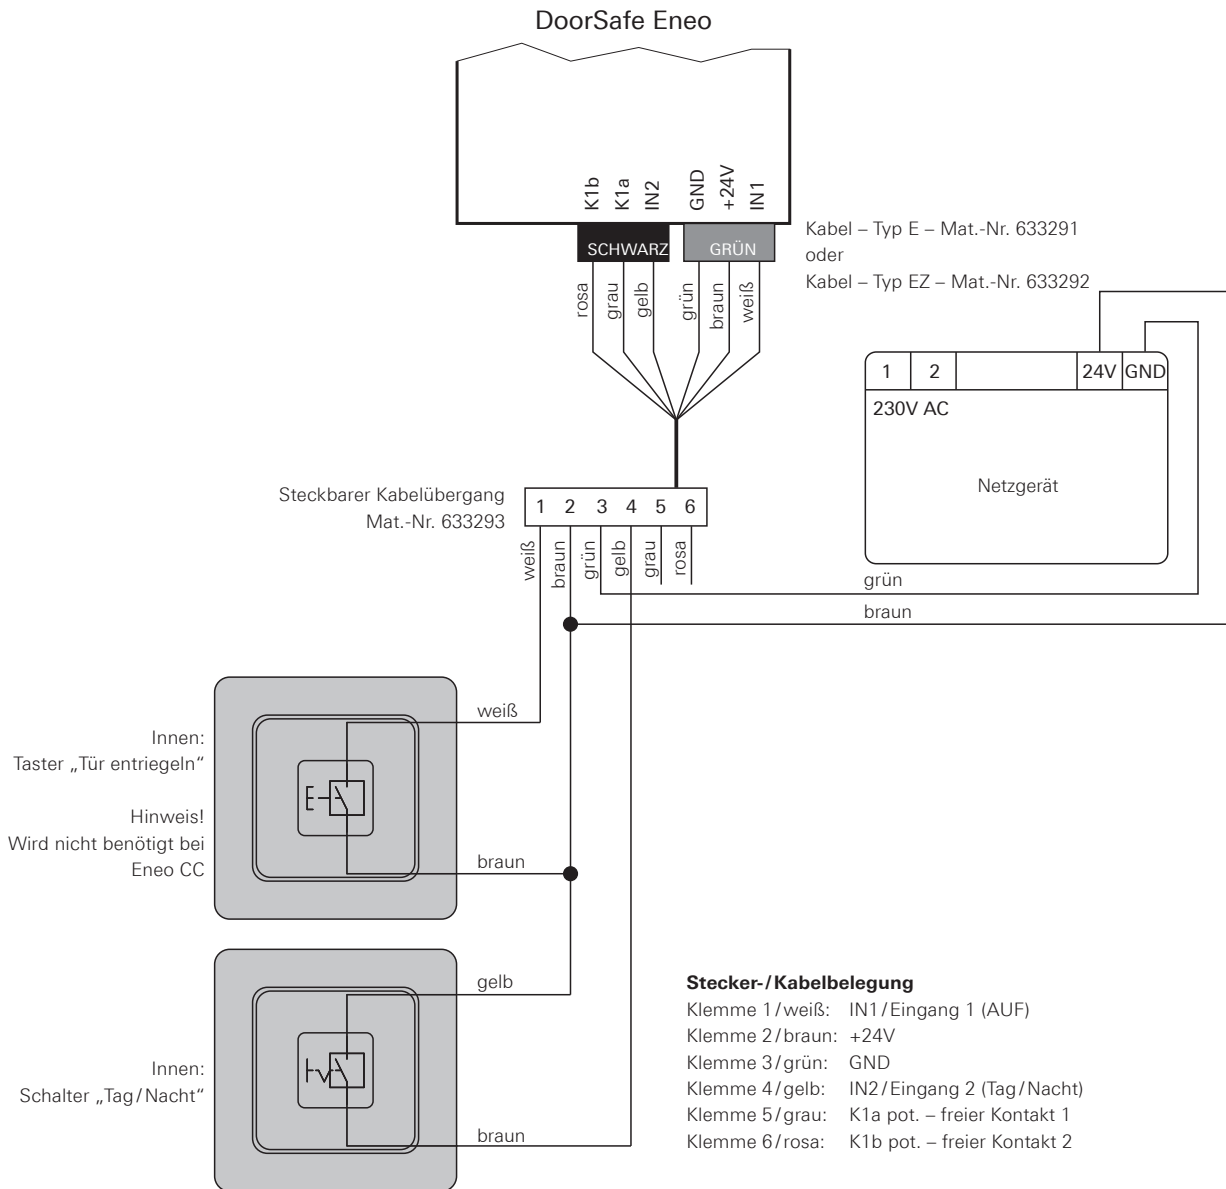 DoorSafe Eneo
K1b
K1a
IN2
GND
+24V
IN1
SCHWARZ
GRÜN
rosa
grau
gelb
grün
braun
weiß
Kabel – Typ E – Mat.-Nr. 633291
oder
Kabel – Typ EZ – Mat.-Nr. 633292
1 2 24V GND
230V AC
Netzgerät
Steckbarer Kabelübergang
Mat.-Nr. 633293
1 2 3 4 5 6
weiß
braun
grün
gelb
grau
rosa
grün
braun
weiß
Innen:
Taster „Tür entriegeln“
Hinweis!
Wird nicht benötigt bei
Eneo CC
braun
gelb
Innen:
Schalter „Tag/Nacht“
braun
Stecker-/Kabelbelegung
Klemme 1/weiß: IN1/Eingang 1 (AUF)
Klemme 2/braun: +24V
Klemme 3/grün: GND
Klemme 4/gelb: IN2/Eingang 2 (Tag/Nacht)
Klemme 5/grau: K1a pot. – freier Kontakt 1
Klemme 6/rosa: K1b pot. – freier Kontakt 2